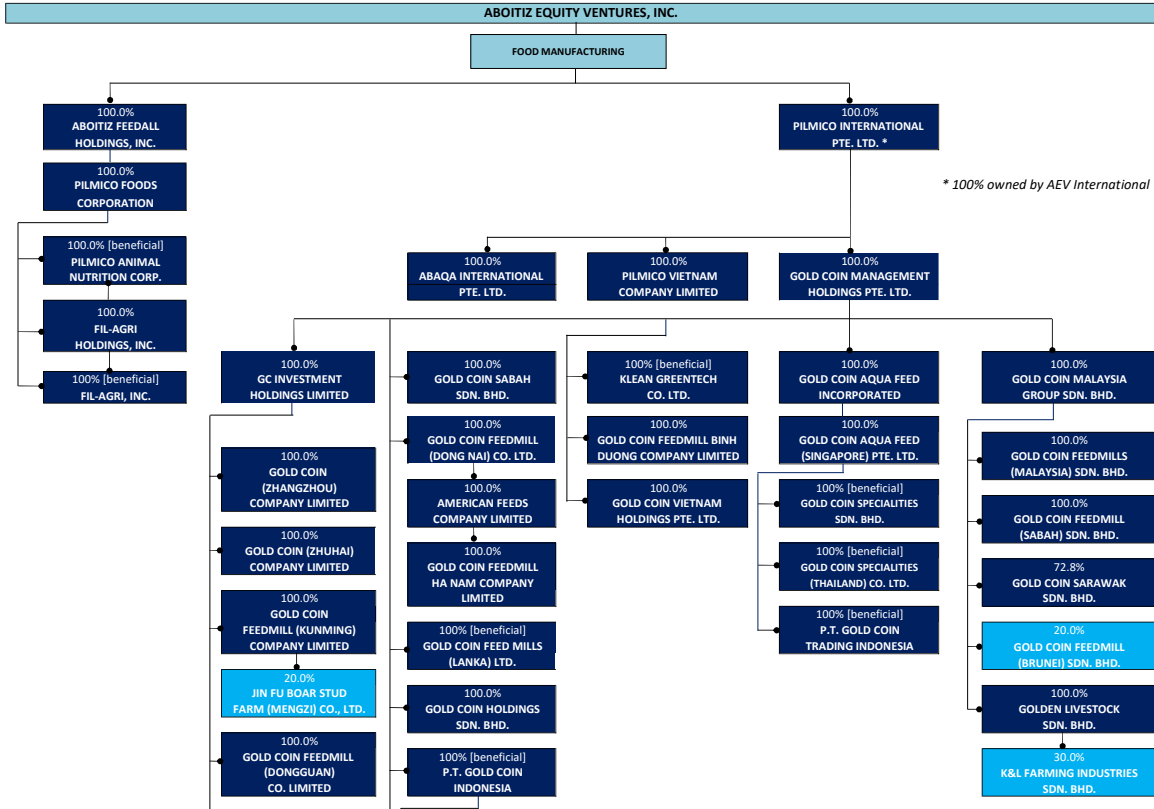 ABOITIZ EQUITY VENTURES, INC.
FOOD MANUFACTURING
100.0%
ABOITIZ FEEDALL
HOLDINGS, INC.
100.0%
PILMICO FOODS
CORPORATION
100.0% [beneficial]
PILMICO ANIMAL
NUTRITION CORP.
100.0%
FIL-AGRI
HOLDINGS, INC.
100% [beneficial]
FIL-AGRI, INC.
100.0%
PILMICO INTERNATIONAL
PTE. LTD. *
* 100% owned by AEV International
100.0%
ABAQA INTERNATIONAL
PTE. LTD.
100.0%
PILMICO VIETNAM
COMPANY LIMITED
100.0%
GOLD COIN MANAGEMENT
HOLDINGS PTE. LTD.
100.0%
GC INVESTMENT
HOLDINGS LIMITED
100.0%
GOLD COIN
(ZHANGZHOU)
COMPANY LIMITED
100.0%
GOLD COIN (ZHUHAI)
COMPANY LIMITED
100.0%
GOLD COIN
FEEDMILL (KUNMING)
COMPANY LIMITED
20.0%
JIN FU BOAR STUD
FARM (MENGZI) CO., LTD.
100.0%
GOLD COIN FEEDMILL
(DONGGUAN)
CO. LIMITED
100.0%
GOLD COIN SABAH
SDN. BHD.
100.0%
GOLD COIN FEEDMILL
(DONG NAI) CO. LTD.
100.0%
AMERICAN FEEDS
COMPANY LIMITED
100.0%
GOLD COIN FEEDMILL
HA NAM COMPANY
LIMITED
100% [beneficial]
GOLD COIN FEED MILLS
(LANKA) LTD.
100.0%
GOLD COIN HOLDINGS
SDN. BHD.
100% [beneficial]
P.T. GOLD COIN
INDONESIA
100% [beneficial]
KLEAN GREENTECH
CO. LTD.
100.0%
GOLD COIN FEEDMILL BINH
DUONG COMPANY LIMITED
100.0%
GOLD COIN VIETNAM
HOLDINGS PTE. LTD.
100.0%
GOLD COIN AQUA FEED
INCORPORATED
100.0%
GOLD COIN AQUA FEED
(SINGAPORE) PTE. LTD.
100% [beneficial]
GOLD COIN SPECIALITIES
SDN. BHD.
100% [beneficial]
GOLD COIN SPECIALITIES
(THAILAND) CO. LTD.
100% [beneficial]
P.T. GOLD COIN
TRADING INDONESIA
100.0%
GOLD COIN MALAYSIA
GROUP SDN. BHD.
100.0%
GOLD COIN FEEDMILLS
(MALAYSIA) SDN. BHD.
100.0%
GOLD COIN FEEDMILL
(SABAH) SDN. BHD.
72.8%
GOLD COIN SARAWAK
SDN. BHD.
20.0%
GOLD COIN FEEDMILL
(BRUNEI) SDN. BHD.
100.0%
GOLDEN LIVESTOCK
SDN. BHD.
30.0%
K&L FARMING INDUSTRIES
SDN. BHD.